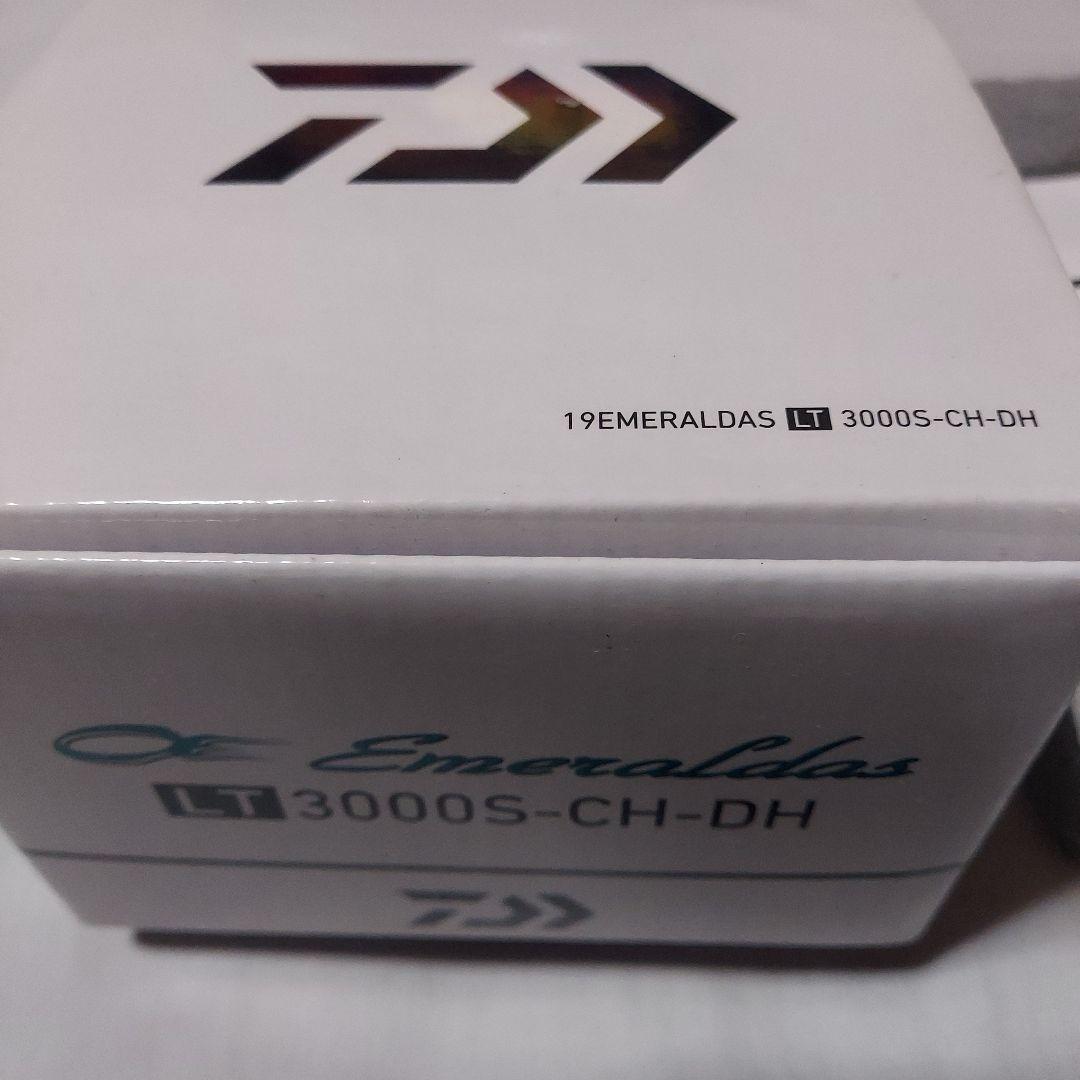 19EMERALDAS LT 3000S-CH-DH
Emeraldas
LT 3000S-CH-DH